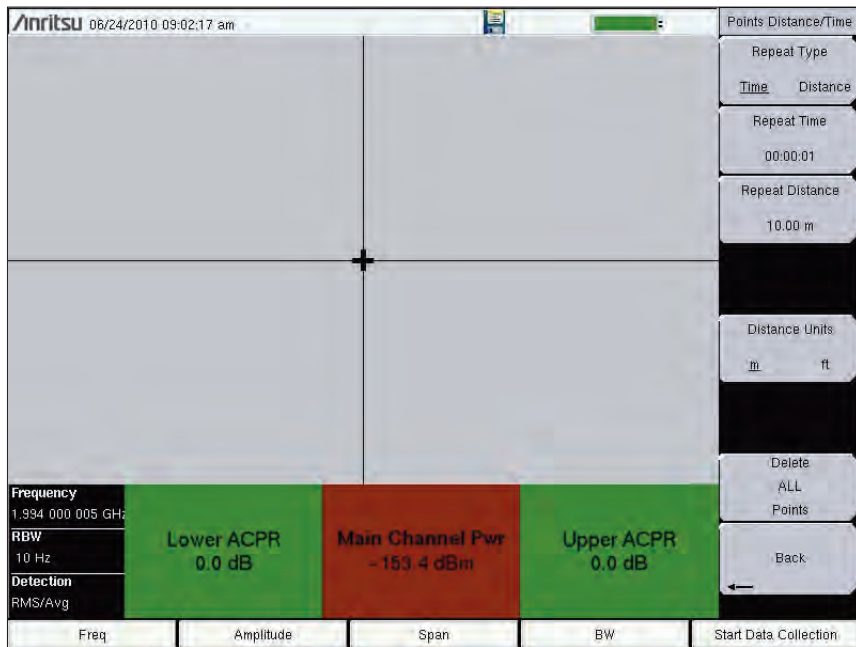 /Inritsu 06/24/2010 09:02:17 am
Points Distance/Time
Repeat Type
Time Distance
Repeat Time
00:00:01
Repeat Distance
10.00 m
Distance Units
m ft
Delete
ALL
Points
Back
Frequency
1.994 000 005 GHz
RBW
10 Hz
Detection
RMS/Avg
Lower ACPR
0.0 dB
Main Channel Pwr
-153.4 dBm
Upper ACPR
0.0 dB
Freq
Amplitude
Span
BW
Start Data Collection